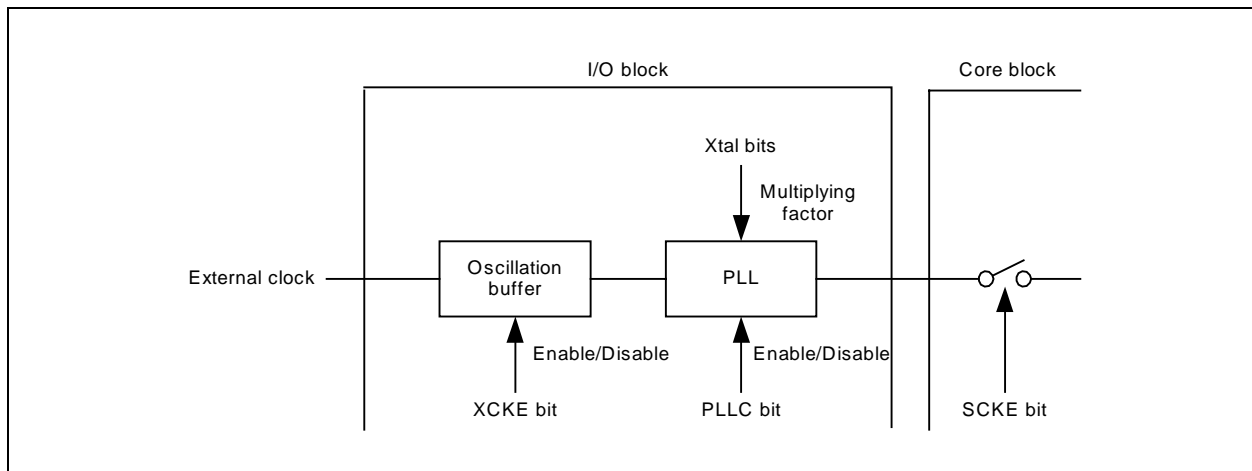 I/O block
Core block
Xtal bits
Multiplying
factor
External clock
Oscillation
buffer
PLL
Enable/Disable
Enable/Disable
XCKE bit
PLLC bit
SCKE bit